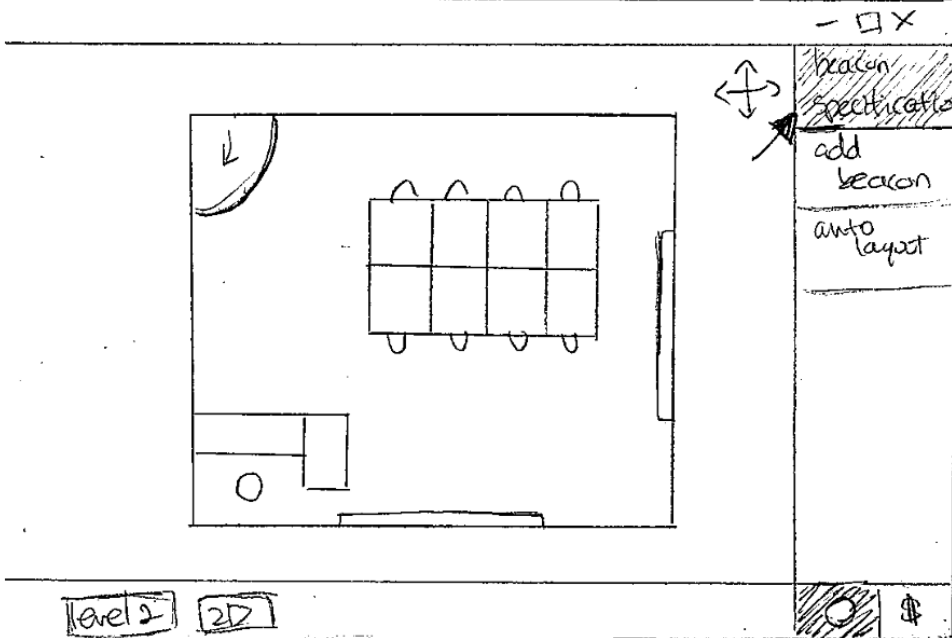 beacon
specificatio
add
beacon
auto
layout
level 2
2D
$